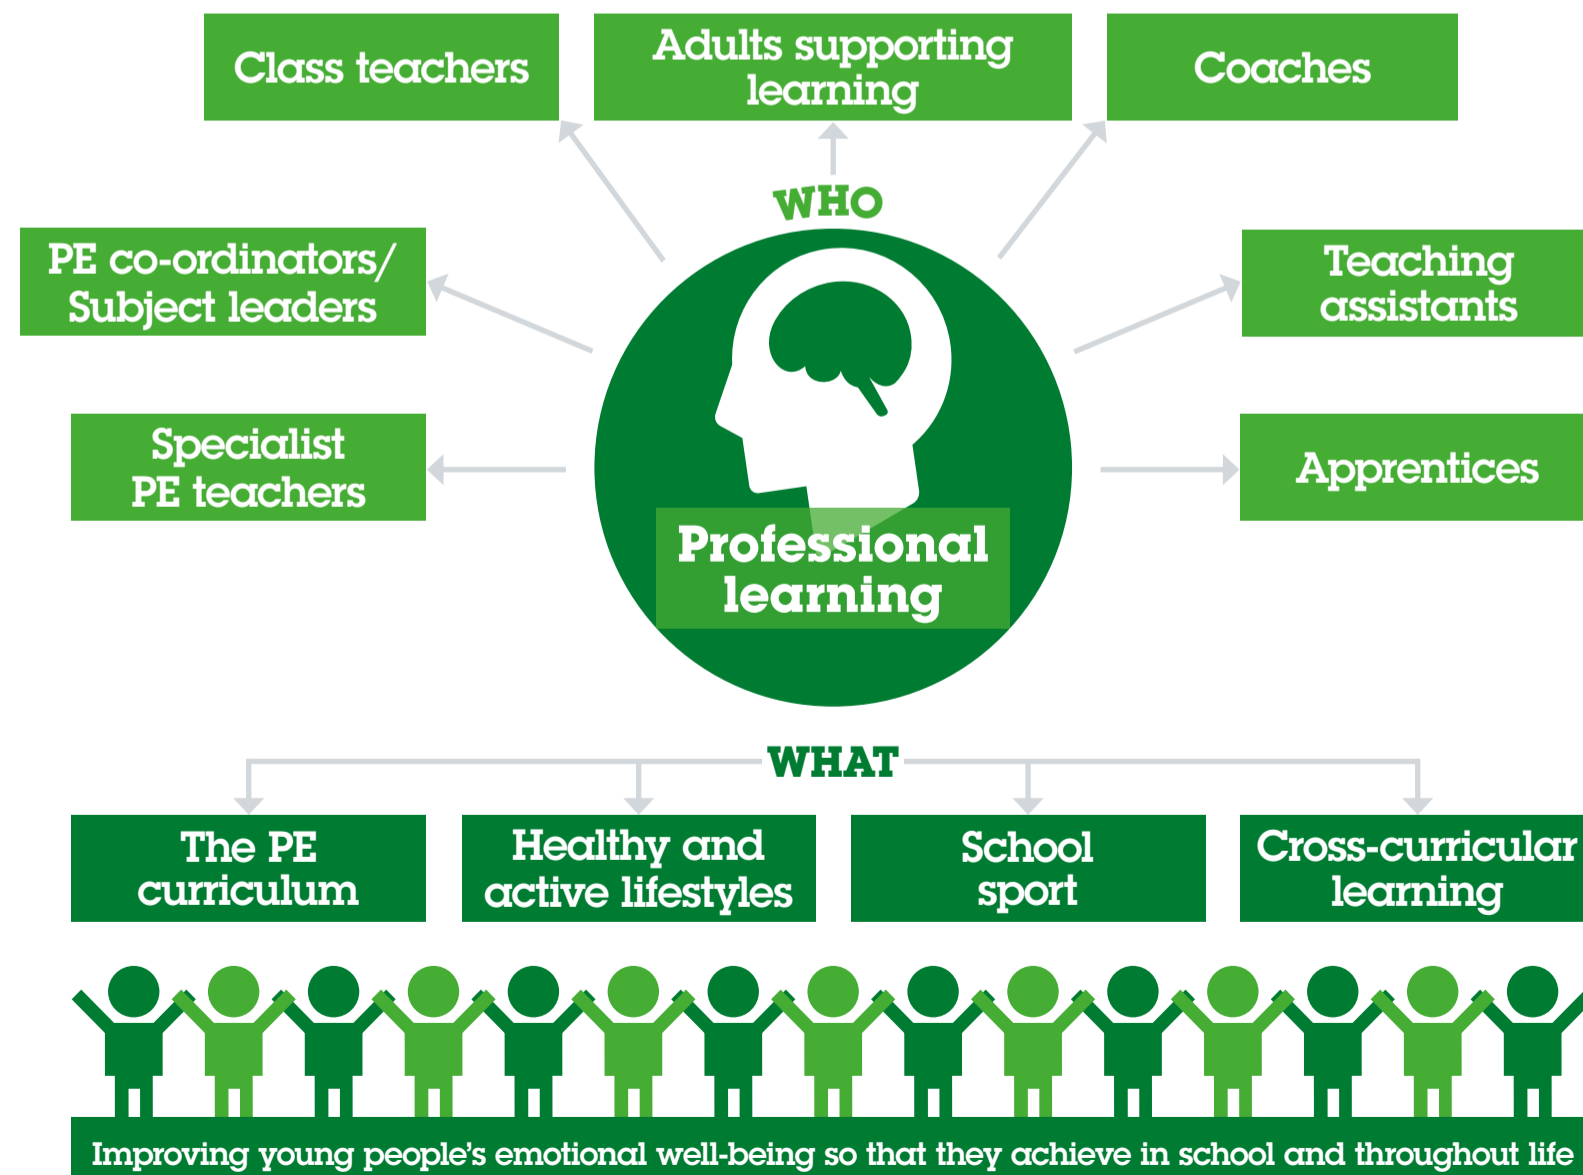 Class teachers
Adults supporting
learning
Coaches
WHO
PE co-ordinators/
Subject leaders
Teaching
assistants
Specialist
PE teachers
Apprentices
Professional
learning
WHAT
The PE
curriculum
Healthy and
active lifestyles
School
sport
Cross-curricular
learning
Improving young people's emotional well-being so that they achieve in school and throughout life